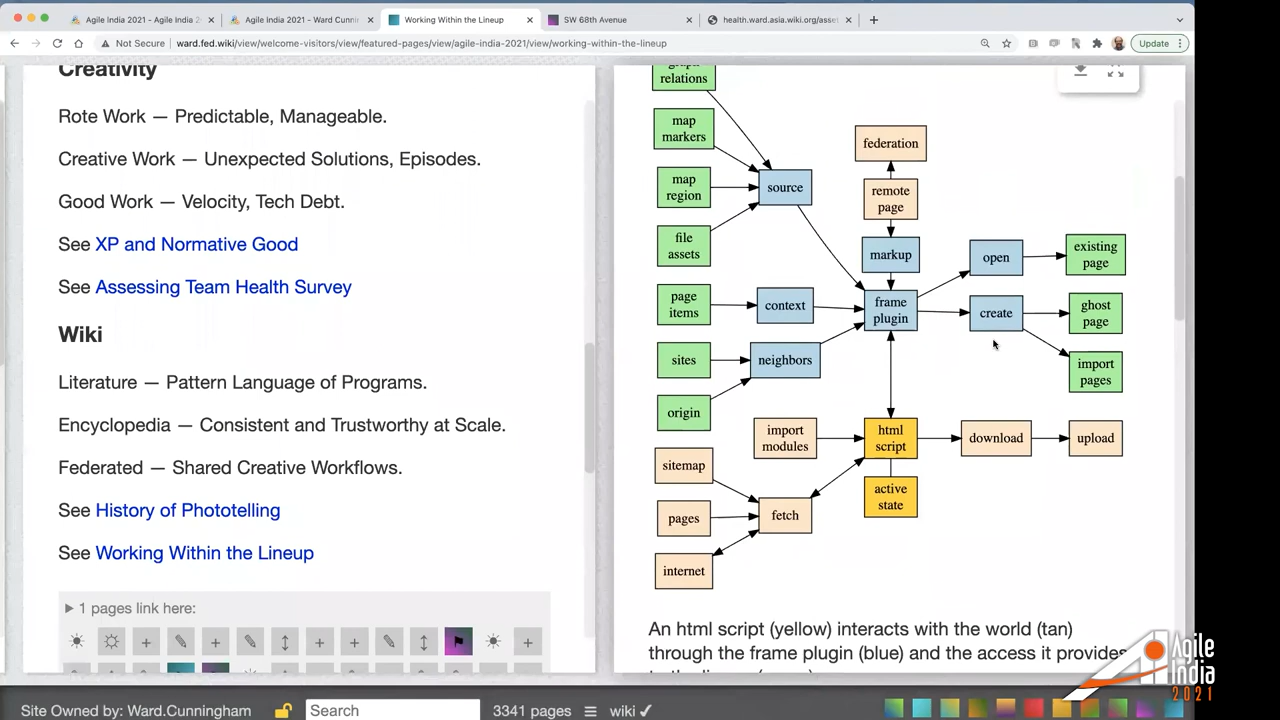 Agile India 2021 - Agile India 2
Agile India 2021 - Ward Cunnin
Working Within the Lineup
SW 68th Avenue
health.ward.asia.wiki.org/asse
Not Secure
ward.fed.wiki/view/welcome-visitors/view/featured-pages/view/agile-india-2021/view/working-within-the-lineup
Update
Creativity
Rote Work — Predictable, Manageable.
Creative Work — Unexpected Solutions, Episodes.
Good Work — Velocity, Tech Debt.
See XP and Normative Good
See Assessing Team Health Survey
Wiki
Literature — Pattern Language of Programs.
Encyclopedia — Consistent and Trustworthy at Scale.
Federated — Shared Creative Workflows.
See History of Phototelling
See Working Within the Lineup
1 pages link here:
relations
map
markers
map
region
file
assets
page
items
sites
origin
sitemap
pages
internet
source
context
neighbors
import
modules
fetch
federation
remote
page
markup
frame
plugin
html
script
active
state
open
create
download
existing
page
ghost
page
import
pages
upload
An html script (yellow) interacts with the world (tan)
through the frame plugin (blue) and the access it provides
Agile
India
2021
Site Owned by: Ward.Cunningham
Search
3341 pages
wiki ✓